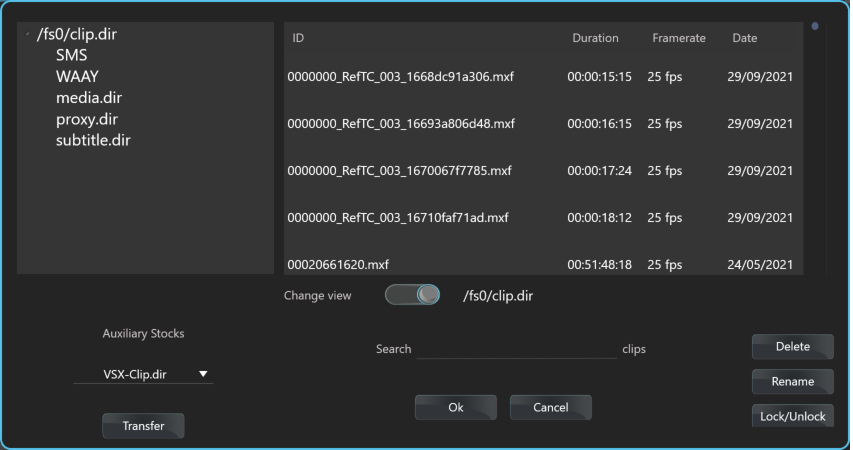 /fs0/clip.dir
SMS
WAAY
media.dir
proxy.dir
subtitle.dir
ID Duration Framerate Date
0000000_RefTC_003_1668dc91a306.mxf 00:00:15:15 25 fps 29/09/2021
0000000_RefTC_003_16693a806d48.mxf 00:00:16:15 25 fps 29/09/2021
0000000_RefTC_003_1670067f7785.mxf 00:00:17:24 25 fps 29/09/2021
0000000_RefTC_003_16710faf71ad.mxf 00:00:18:12 25 fps 29/09/2021
00020661620.mxf 00:51:48:18 25 fps 24/05/2021
Change view /fs0/clip.dir
Auxiliary Stocks
VSX-Clip.dir
Transfer
Search clips
Ok Cancel
Delete
Rename
Lock/Unlock